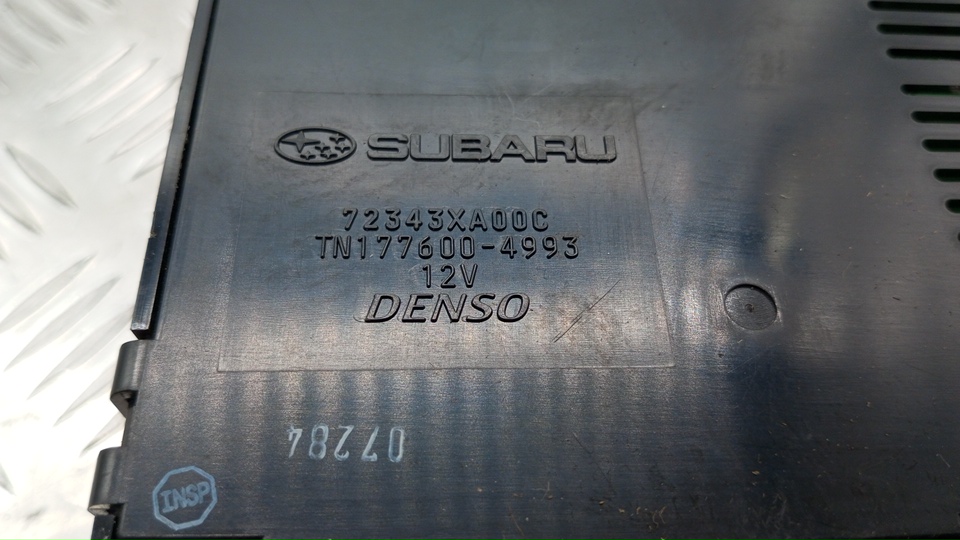 SUBARU
72343XA00C
TN177600-4993
12V
DENSO
07284
INSP